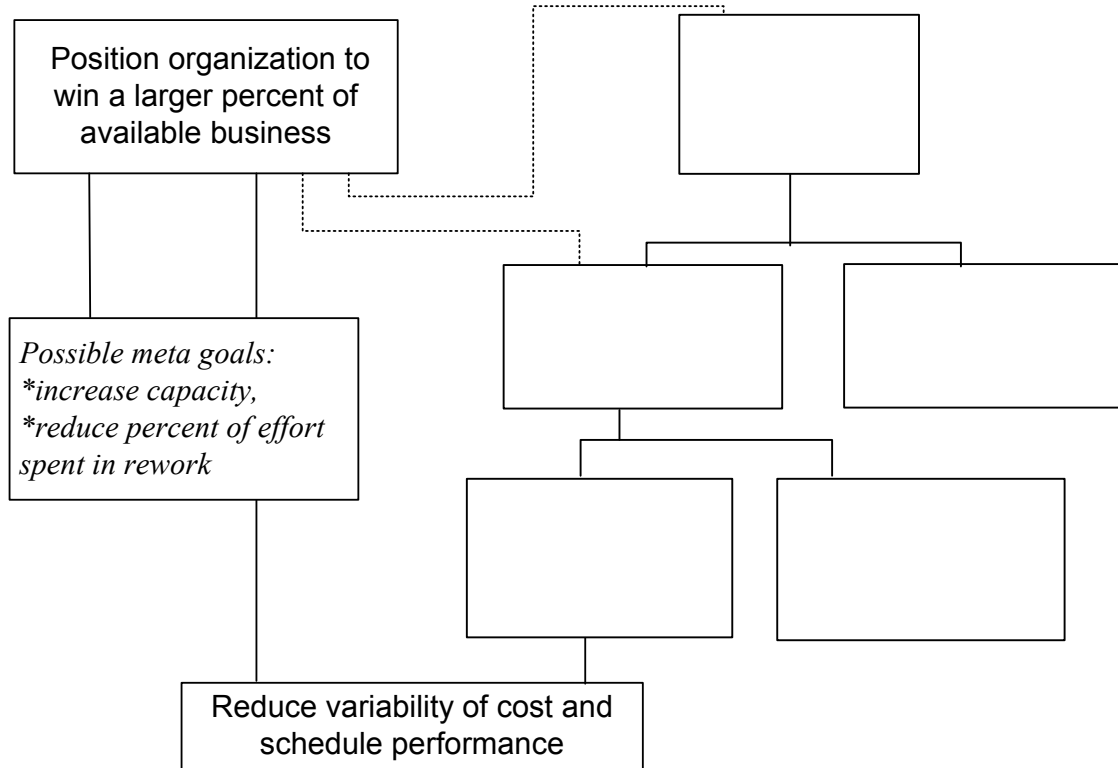 Position organization to
win a larger percent of
available business
Possible meta goals:
*increase capacity,
*reduce percent of effort
spent in rework
Reduce variability of cost and
schedule performance